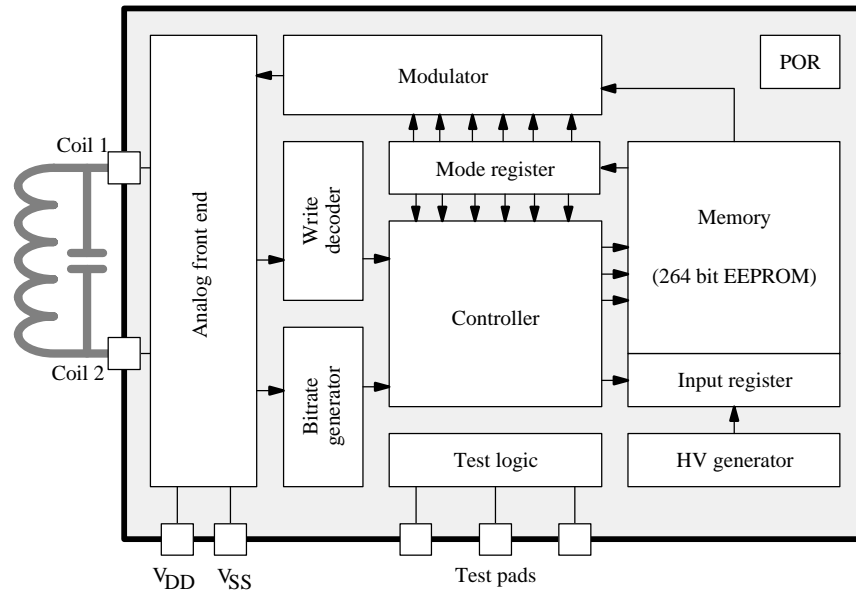 POR
Modulator
Coil 1
Mode register
Write
decoder
Memory
Analog front end
(264 bit EEPROM)
Controller
Coil 2
Bitrate
generator
Input register
Test logic
HV generator
VDD
VSS
Test pads